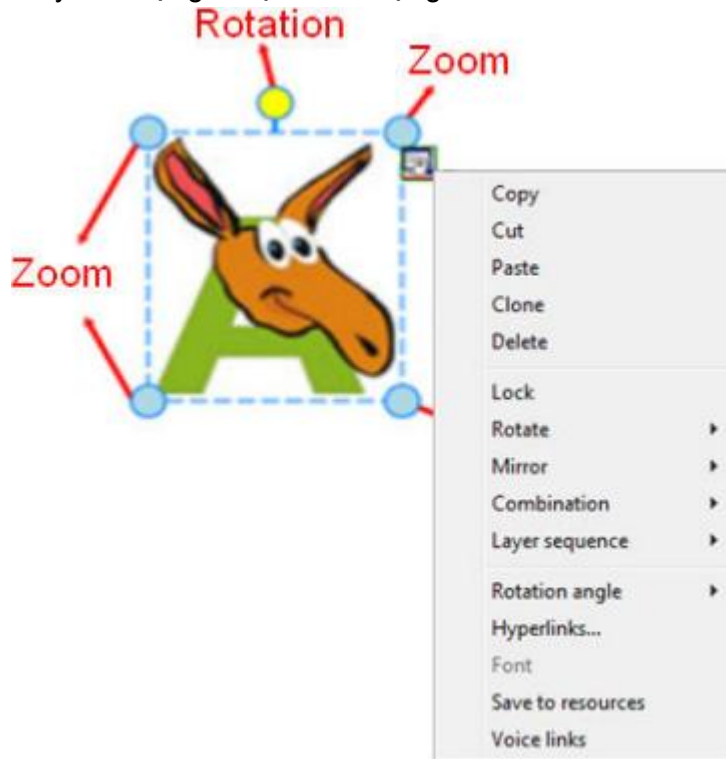 Rotation
Zoom
Zoom
Copy
Cut
Paste
Clone
Delete
Lock
Rotate
Mirror
Combination
Layer sequence
Rotation angle
Hyperlinks...
Font
Save to resources
Voice links